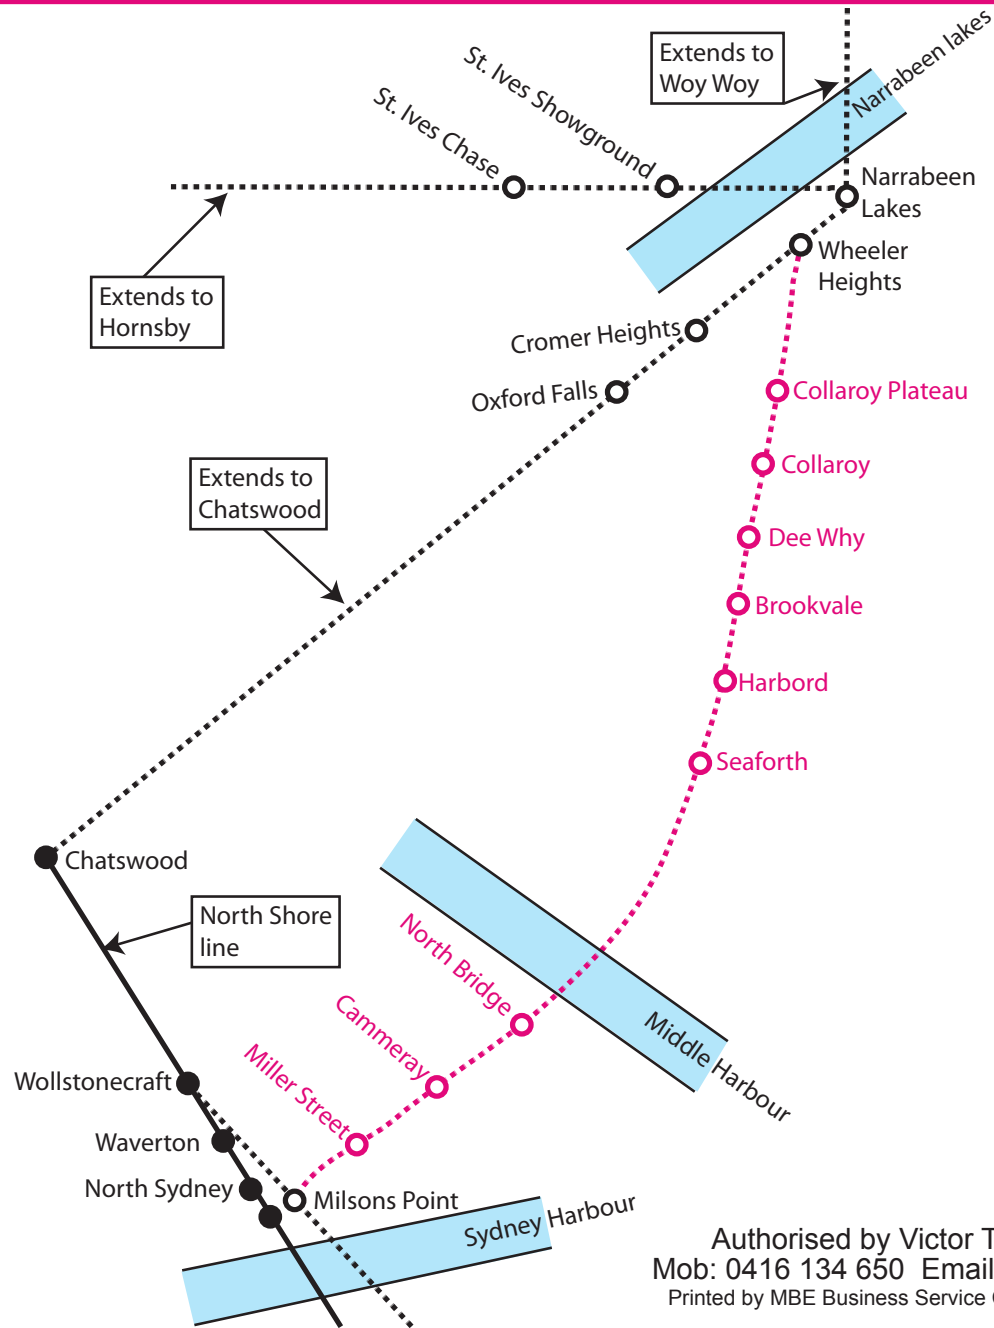 Extends to
Woy Woy
Narrabeen lakes
St. Ives Showground
St. Ives Chase
Narrabeen
Lakes
Wheeler
Heights
Extends to
Hornsby
Cromer Heights
Oxford Falls
Collaroy Plateau
Collaroy
Extends to
Chatswood
Dee Why
Brookvale
Harbord
Seaforth
Chatswood
North Shore
line
North Bridge
Cammeray
Miller Street
Middle Harbour
Wollstonecraft
Waverton
North Sydney
Milsons Point
Sydney Harbour
Authorised by Victor T
Mob: 0416 134 650 Email
Printed by MBE Business Service